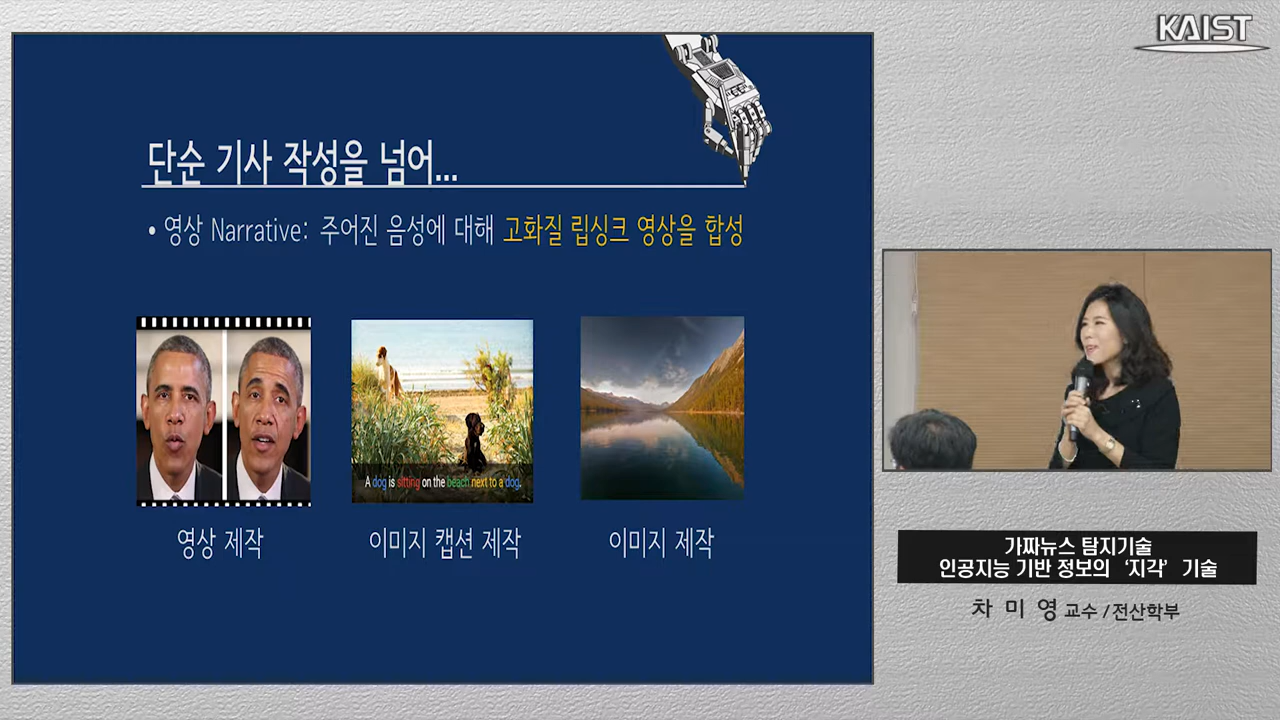 KAIST
단순 기사 작성을 넘어...
• 영상 Narrative: 주어진 음성에 대해 고화질 립싱크 영상을 합성
A dog is sitting on the beach next to a dog.
영상 제작
이미지 캡션 제작
이미지 제작
가짜뉴스 탐지기술
인공지능 기반 정보의 ‘지각’ 기술
차 미 영 교수 / 전산학부